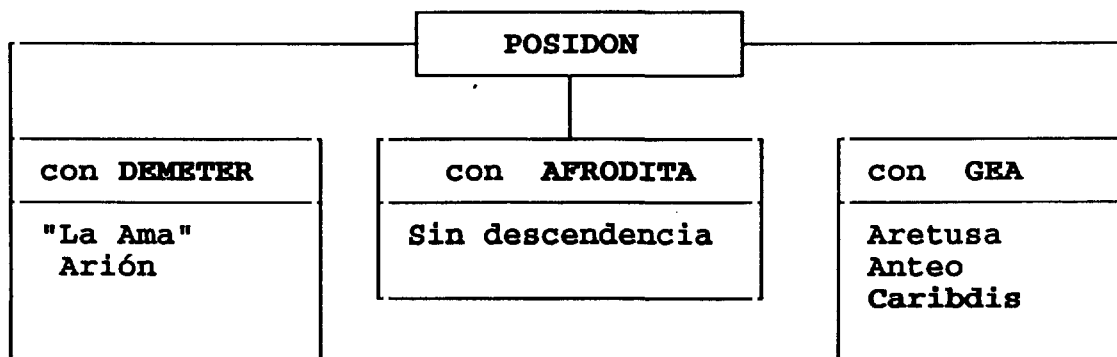 POSIDON
con DEMETER
"La Ama"
Arión
con AFRODITA
Sin descendencia
con GEA
Aretusa
Anteo
Caribdis